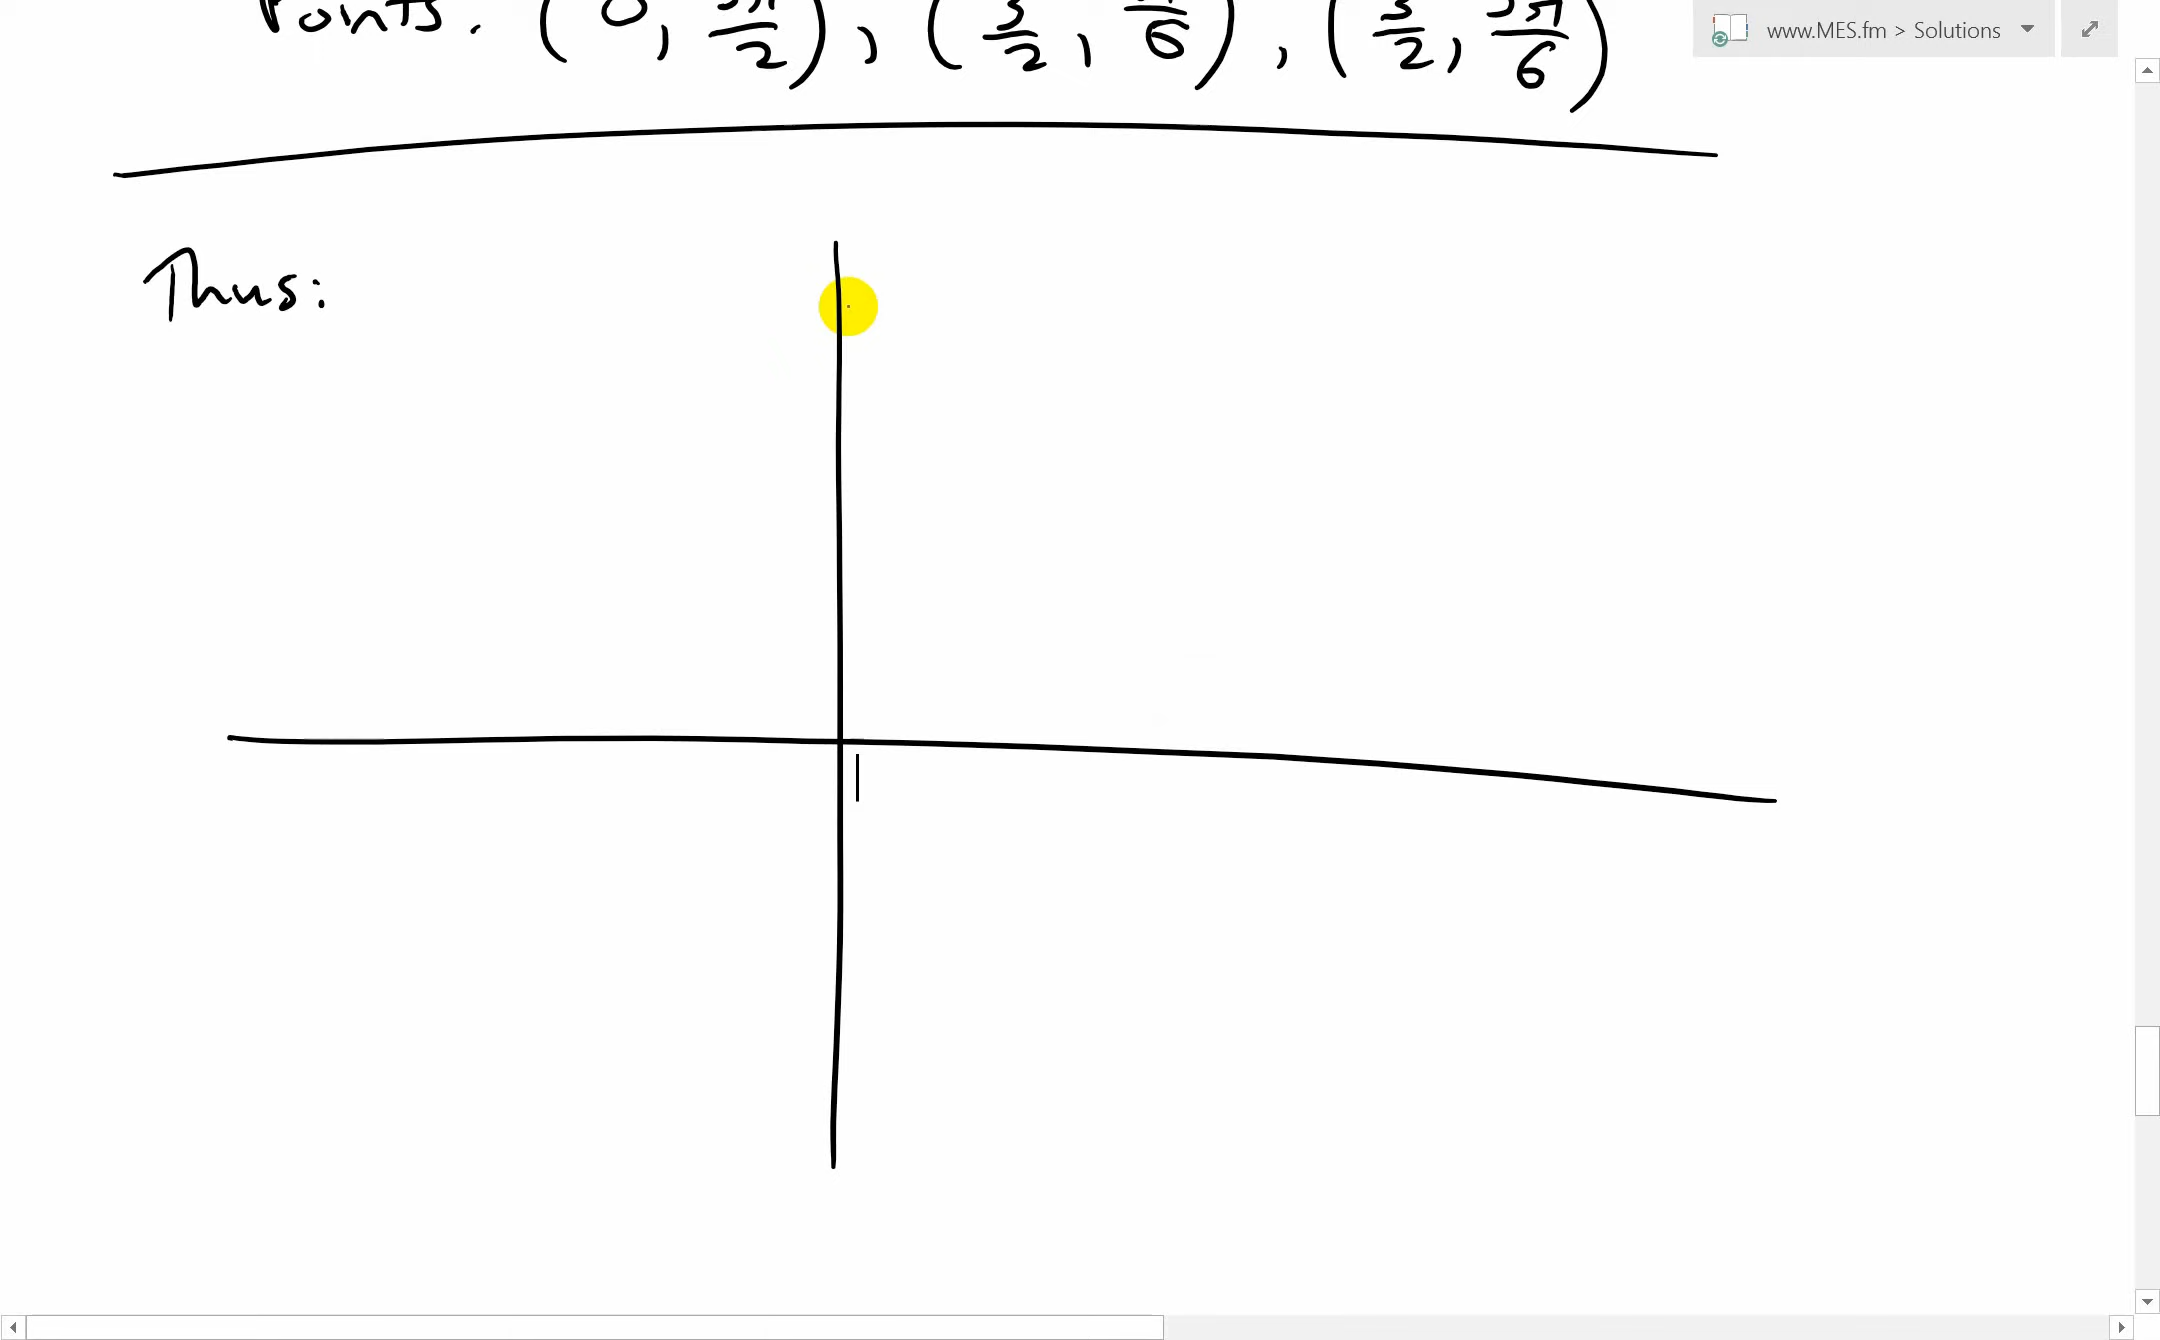 www.MES.fm > Solutions
Points: (0, 3π/2), (3/2, π/6), (3/2, 5π/6)
Thus: